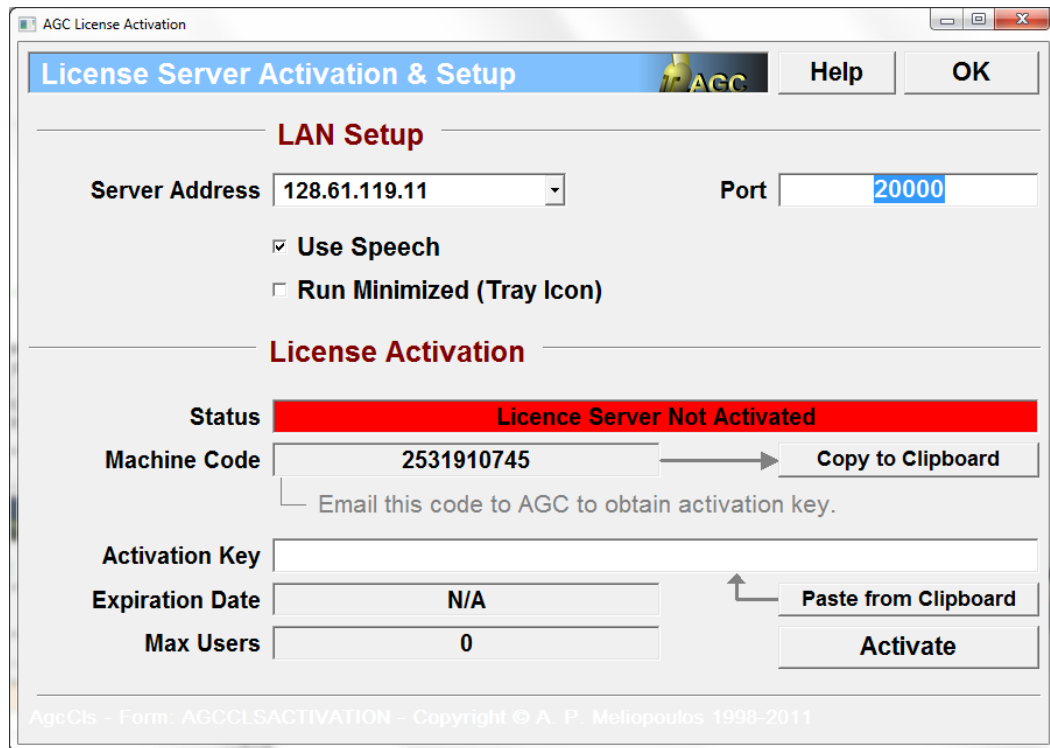 AGC License Activation
License Server Activation & Setup
AGC
Help
OK
LAN Setup
Server Address
128.61.119.11
Port
20000
Use Speech
Run Minimized (Tray Icon)
License Activation
Status
Licence Server Not Activated
Machine Code
2531910745
Copy to Clipboard
Email this code to AGC to obtain activation key.
Activation Key
Expiration Date
N/A
Paste from Clipboard
Max Users
0
Activate
AgcCls - Form: AGCCLSACTIVATION - Copyright © A. P. Meliopoulos 1998-2011